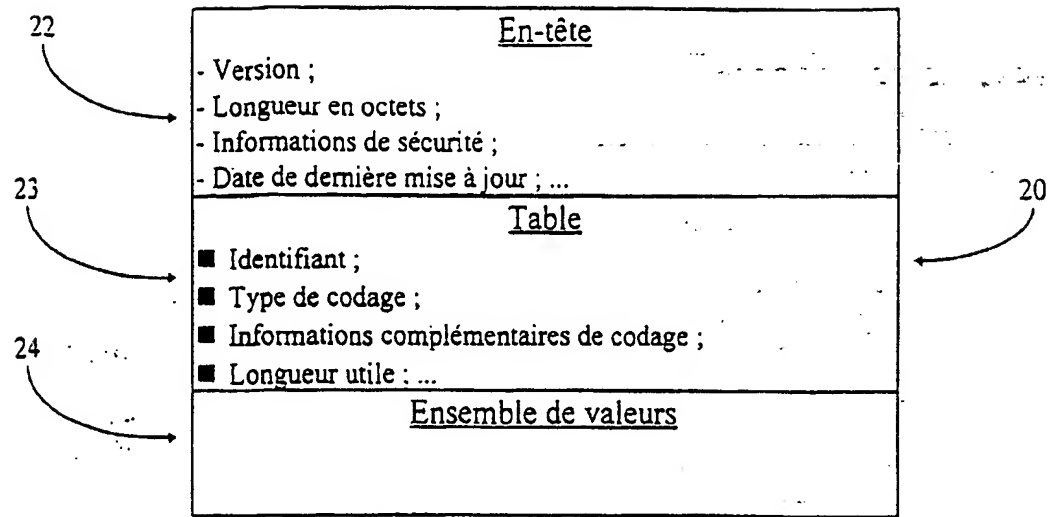 22
En-tête
- Version ;
- Longueur en octets ;
- Informations de sécurité ;
- Date de dernière mise à jour ; ...
23
20
Table
■ Identifiant ;
■ Type de codage ;
■ Informations complémentaires de codage ;
■ Longueur utile ; ...
24
Ensemble de valeurs